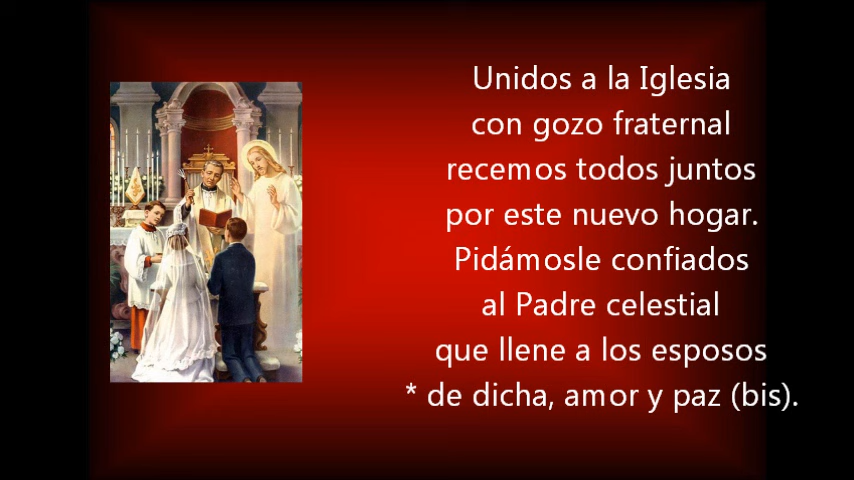 Unidos a la Iglesia
con gozo fraternal
recemos todos juntos
por este nuevo hogar.
Pidámosle confiados
al Padre celestial
que llene a los esposos
* de dicha, amor y paz (bis).